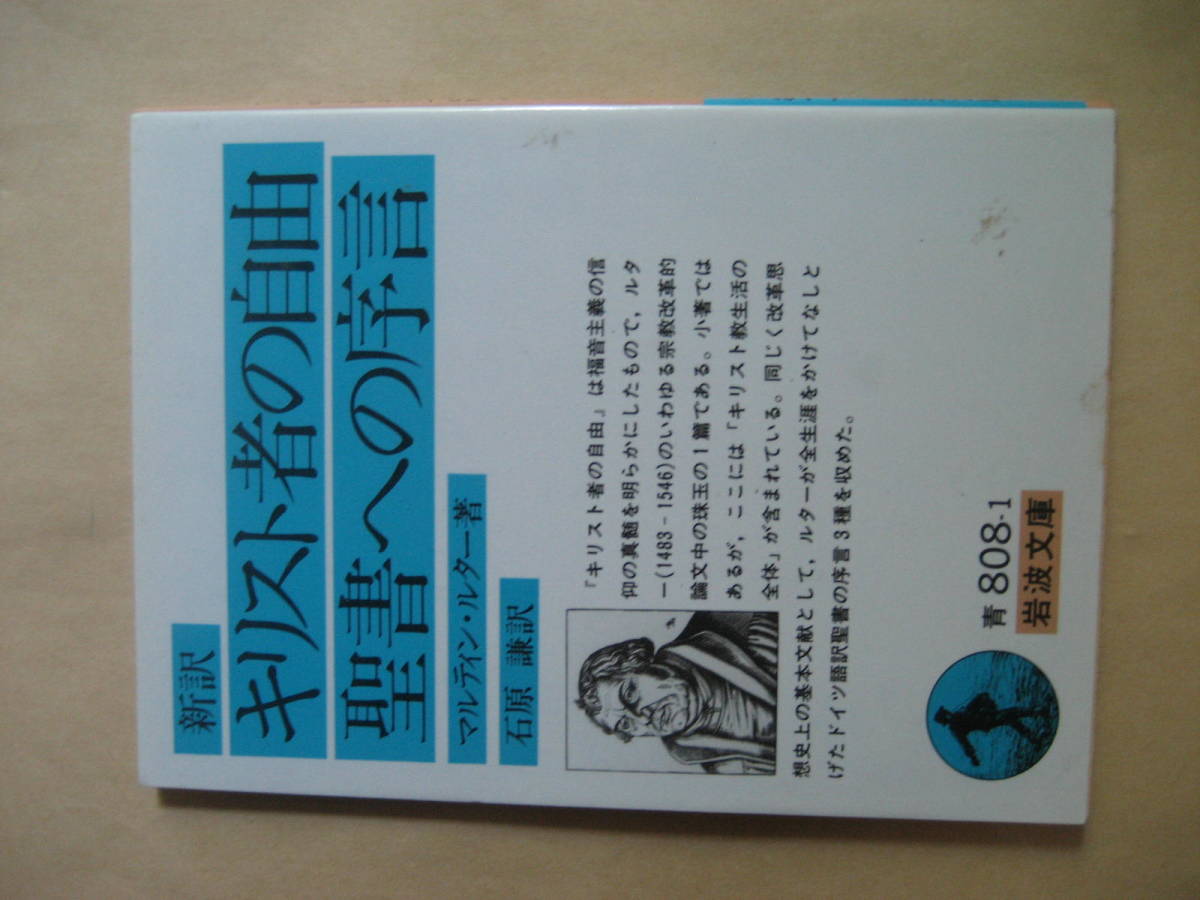 新訳
キリスト者の自由
聖書への序言
マルティン・ルター著
石原 謙訳
『キリスト者の自由』は福音主義の信
仰の真髄を明らかにしたもので，ルタ
ー(1483－1546)のいわゆる宗教改革的
論文中の珠玉の1篇である。小著では
あるが，ここには「キリスト教生活の
全体」が含まれている。同じく改革思
想史上の基本文献として，ルターが全生涯をかけてなしと
げたドイツ語訳聖書の序言3種を収めた。
青808-1
岩波文庫